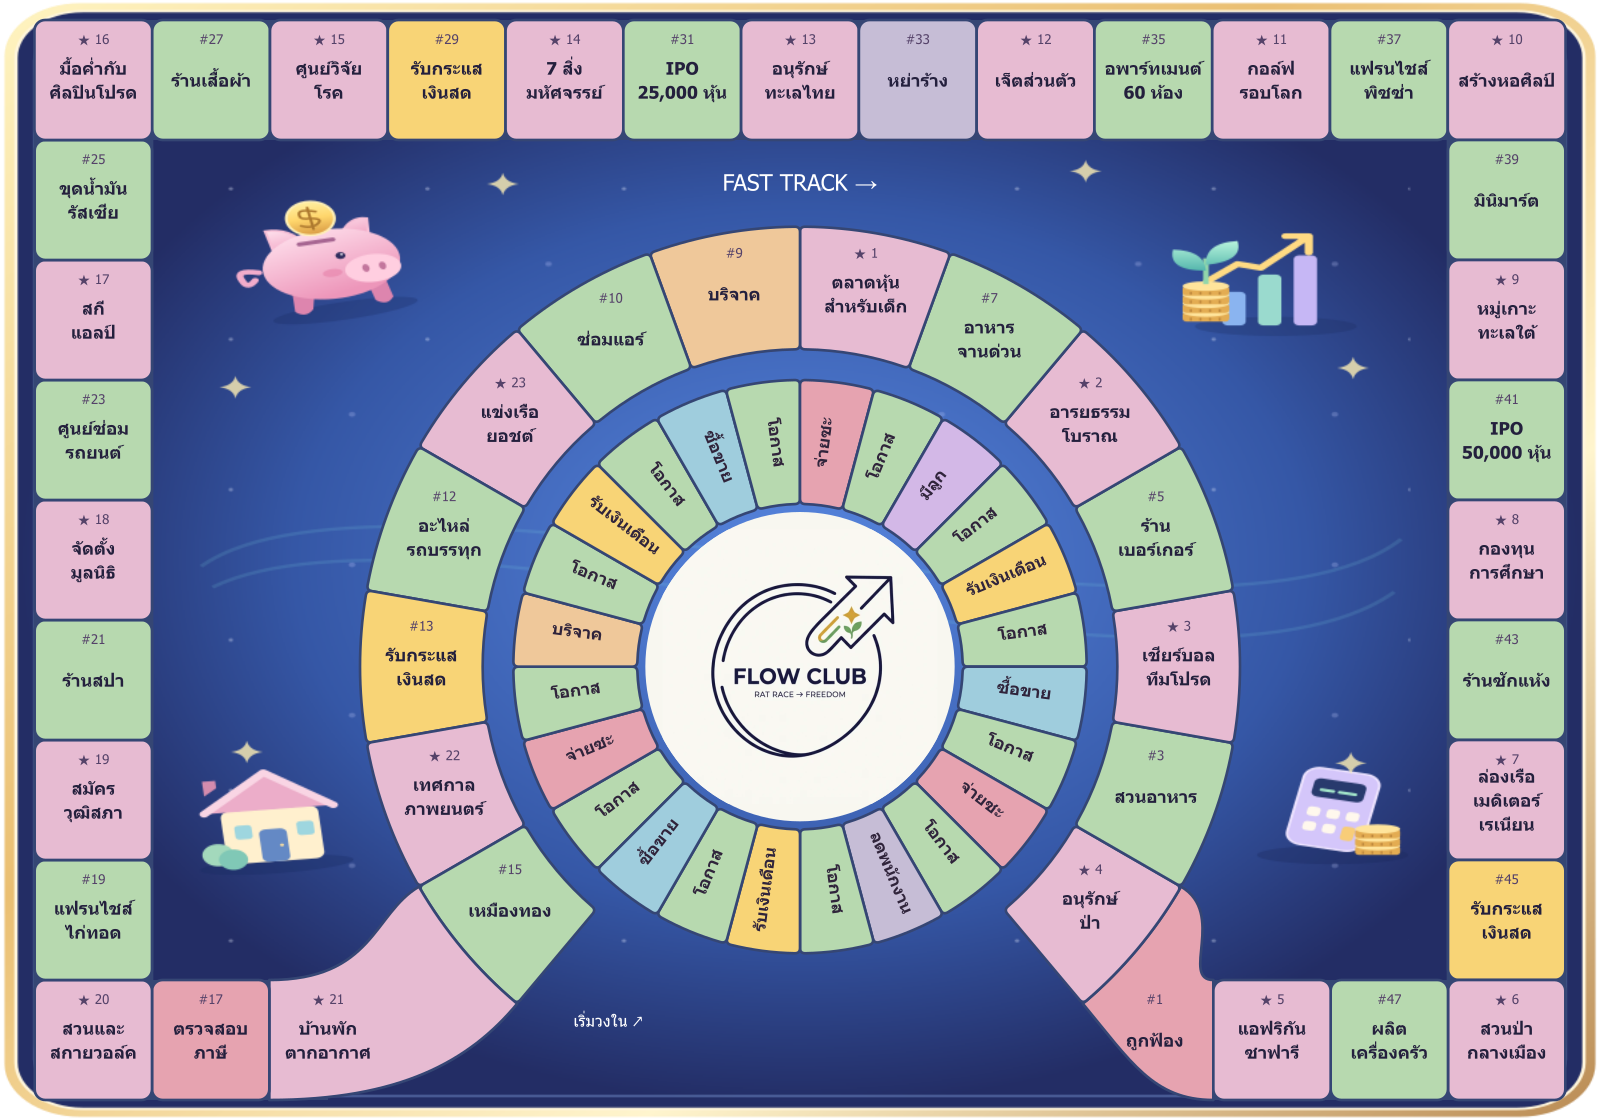 ★ 16
มื้อค่ำกับ
ศิลปินโปรด
#27
ร้านเสื้อผ้า
★ 15
ศูนย์วิจัย
โรค
#29
รับกระแส
เงินสด
★ 14
7 สิ่ง
มหัศจรรย์
#31
IPO
25,000 หุ้น
★ 13
อนุรักษ์
ทะเลไทย
#33
หย่าร้าง
★ 12
เจ็ตส่วนตัว
#35
อพาร์ทเมนต์
60 ห้อง
★ 11
กอล์ฟ
รอบโลก
#37
แฟรนไชส์
พิซซ่า
★ 10
สร้างหอศิลป์
#39
มินิมาร์ต
★ 9
หมู่เกาะ
ทะเลใต้
#41
IPO
50,000 หุ้น
★ 8
กองทุน
การศึกษา
#43
ร้านซักแห้ง
★ 7
ล่องเรือ
เมดิเตอร์
เรเนียน
#45
รับกระแส
เงินสด
★ 6
สวนป่า
กลางเมือง
#47
ผลิต
เครื่องครัว
★ 5
แอฟริกัน
ซาฟารี
#1
ถูกฟ้อง
★ 4
อนุรักษ์
ป่า
#3
สวนอาหาร
★ 3
เชียร์บอล
ทีมโปรด
#5
ร้าน
เบอร์เกอร์
★ 2
อารยธรรม
โบราณ
#7
อาหาร
จานด่วน
★ 1
ตลาดหุ้น
สำหรับเด็ก
#9
บริจาค
#10
ซ่อมแอร์
★ 23
แข่งเรือ
ยอชต์
#12
อะไหล่
รถบรรทุก
#13
รับกระแส
เงินสด
★ 22
เทศกาล
ภาพยนตร์
#15
เหมืองทอง
★ 21
บ้านพัก
ตากอากาศ
#17
ตรวจสอบ
ภาษี
★ 20
สวนและ
สกายวอล์ค
#19
แฟรนไชส์
ไก่ทอด
★ 19
สมัคร
วุฒิสภา
#21
ร้านสปา
★ 18
จัดตั้ง
มูลนิธิ
#23
ศูนย์ซ่อม
รถยนต์
★ 17
สกี
แอลป์
#25
ขุดน้ำมัน
รัสเซีย
FAST TRACK →
จ่ายซะ
โอกาส
มีลูก
โอกาส
รับเงินเดือน
โอกาส
ซื้อขาย
โอกาส
จ่ายซะ
โอกาส
ลดพนักงาน
โอกาส
รับเงินเดือน
โอกาส
ซื้อขาย
โอกาส
จ่ายซะ
โอกาส
บริจาค
โอกาส
รับเงินเดือน
โอกาส
ซื้อขาย
โอกาส
FLOW CLUB
RAT RACE → FREEDOM
เริ่มวงใน ↗